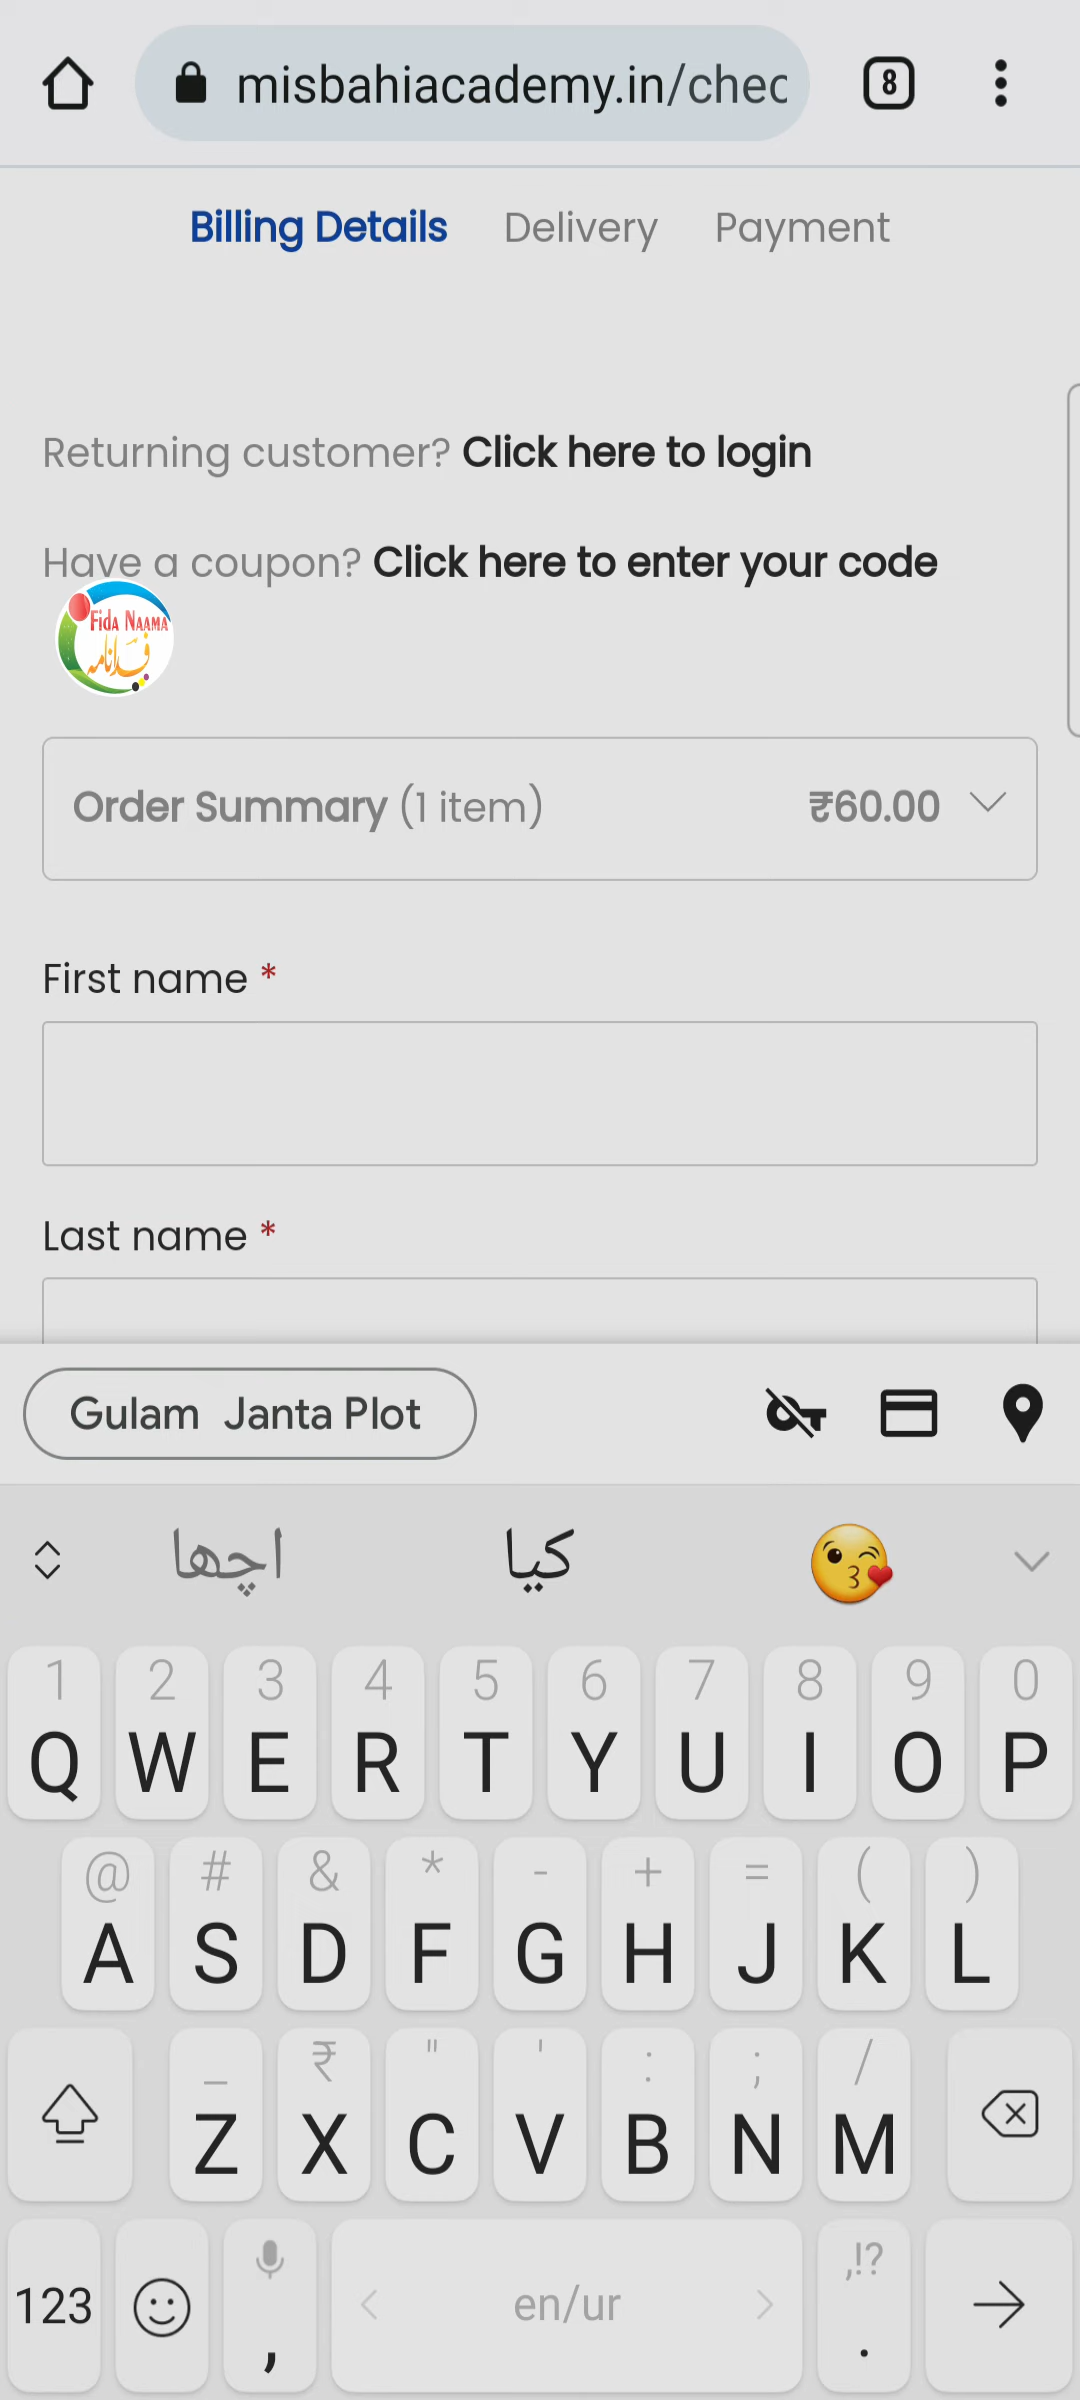 misbahiacademy.in/chec
8
Billing Details Delivery Payment
Returning customer? Click here to login
Have a coupon? Click here to enter your code
Fida Naama
فدانامہ
Order Summary (1 item) ₹60.00
First name *
Last name *
Gulam Janta Plot
اچھا کیا 😘
1 2 3 4 5 6 7 8 9 0
Q W E R T Y U I O P
@ # & * - + = ( )
A S D F G H J K L
_ ₹ " ' : ; /
Z X C V B N M
,!?
123 , en/ur .